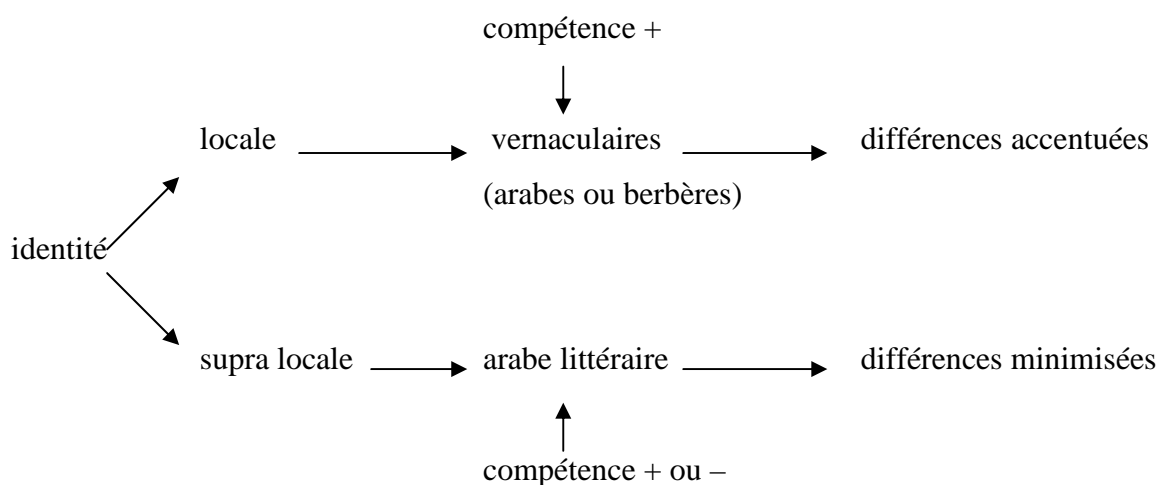 compétence +
locale vernaculaires différences accentuées
(arabes ou berbères)
identité
supra locale arabe littéraire différences minimisées
compétence + ou –